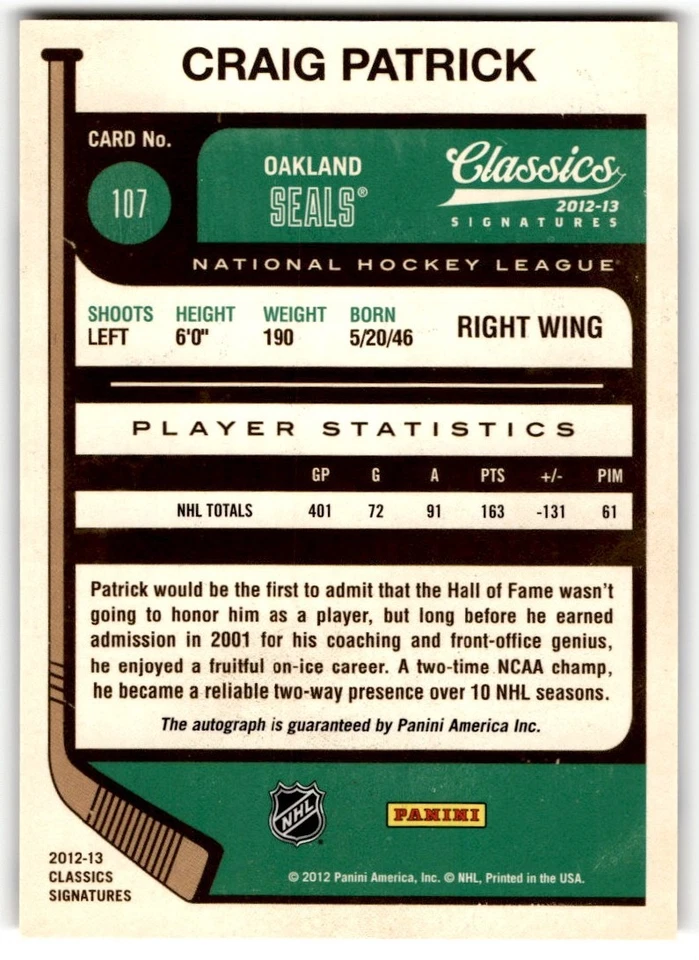 CRAIG PATRICK
CARD No.
107
OAKLAND
SEALS®
Classics
2012-13
SIGNATURES
NATIONAL HOCKEY LEAGUE
SHOOTS HEIGHT WEIGHT BORN
LEFT 6'0" 190 5/20/46
RIGHT WING
PLAYER STATISTICS
GP G A PTS +/- PIM
NHL TOTALS 401 72 91 163 -131 61
Patrick would be the first to admit that the Hall of Fame wasn't
going to honor him as a player, but long before he earned
admission in 2001 for his coaching and front-office genius,
he enjoyed a fruitful on-ice career. A two-time NCAA champ,
he became a reliable two-way presence over 10 NHL seasons.
The autograph is guaranteed by Panini America Inc.
NHL
PANINI
2012-13
CLASSICS
SIGNATURES
© 2012 Panini America, Inc. © NHL, Printed in the USA.